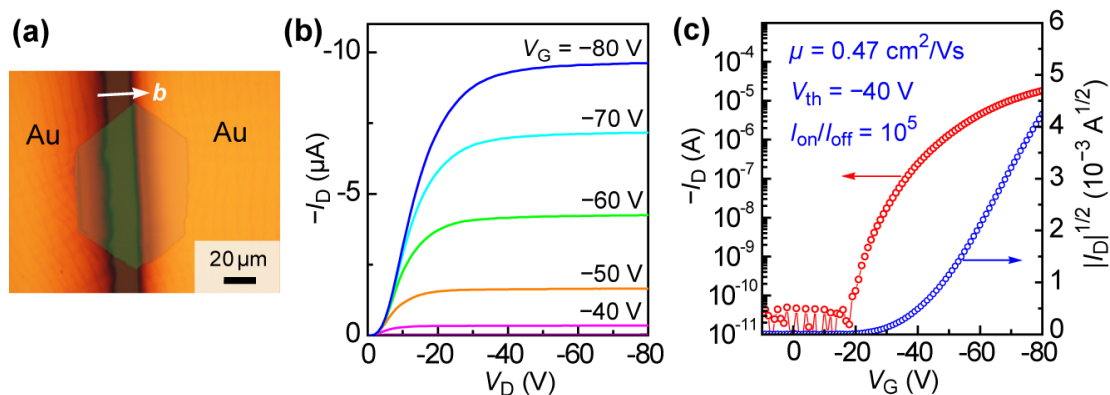 (a)
b
Au
Au
20 μm
(b)
−I_D (μA)
-10
-5
0
V_G = −80 V
−70 V
−60 V
−50 V
−40 V
0 -20 -40 -60 -80
V_D (V)
(c)
−I_D (A)
10^-4
10^-5
10^-6
10^-7
10^-8
10^-9
10^-10
10^-11
μ = 0.47 cm²/Vs
V_th = −40 V
I_on/I_off = 10^5
0 -20 -40 -60 -80
V_G (V)
6
5
4
3
2
1
0
|I_D|^1/2 (10^-3 A^1/2)